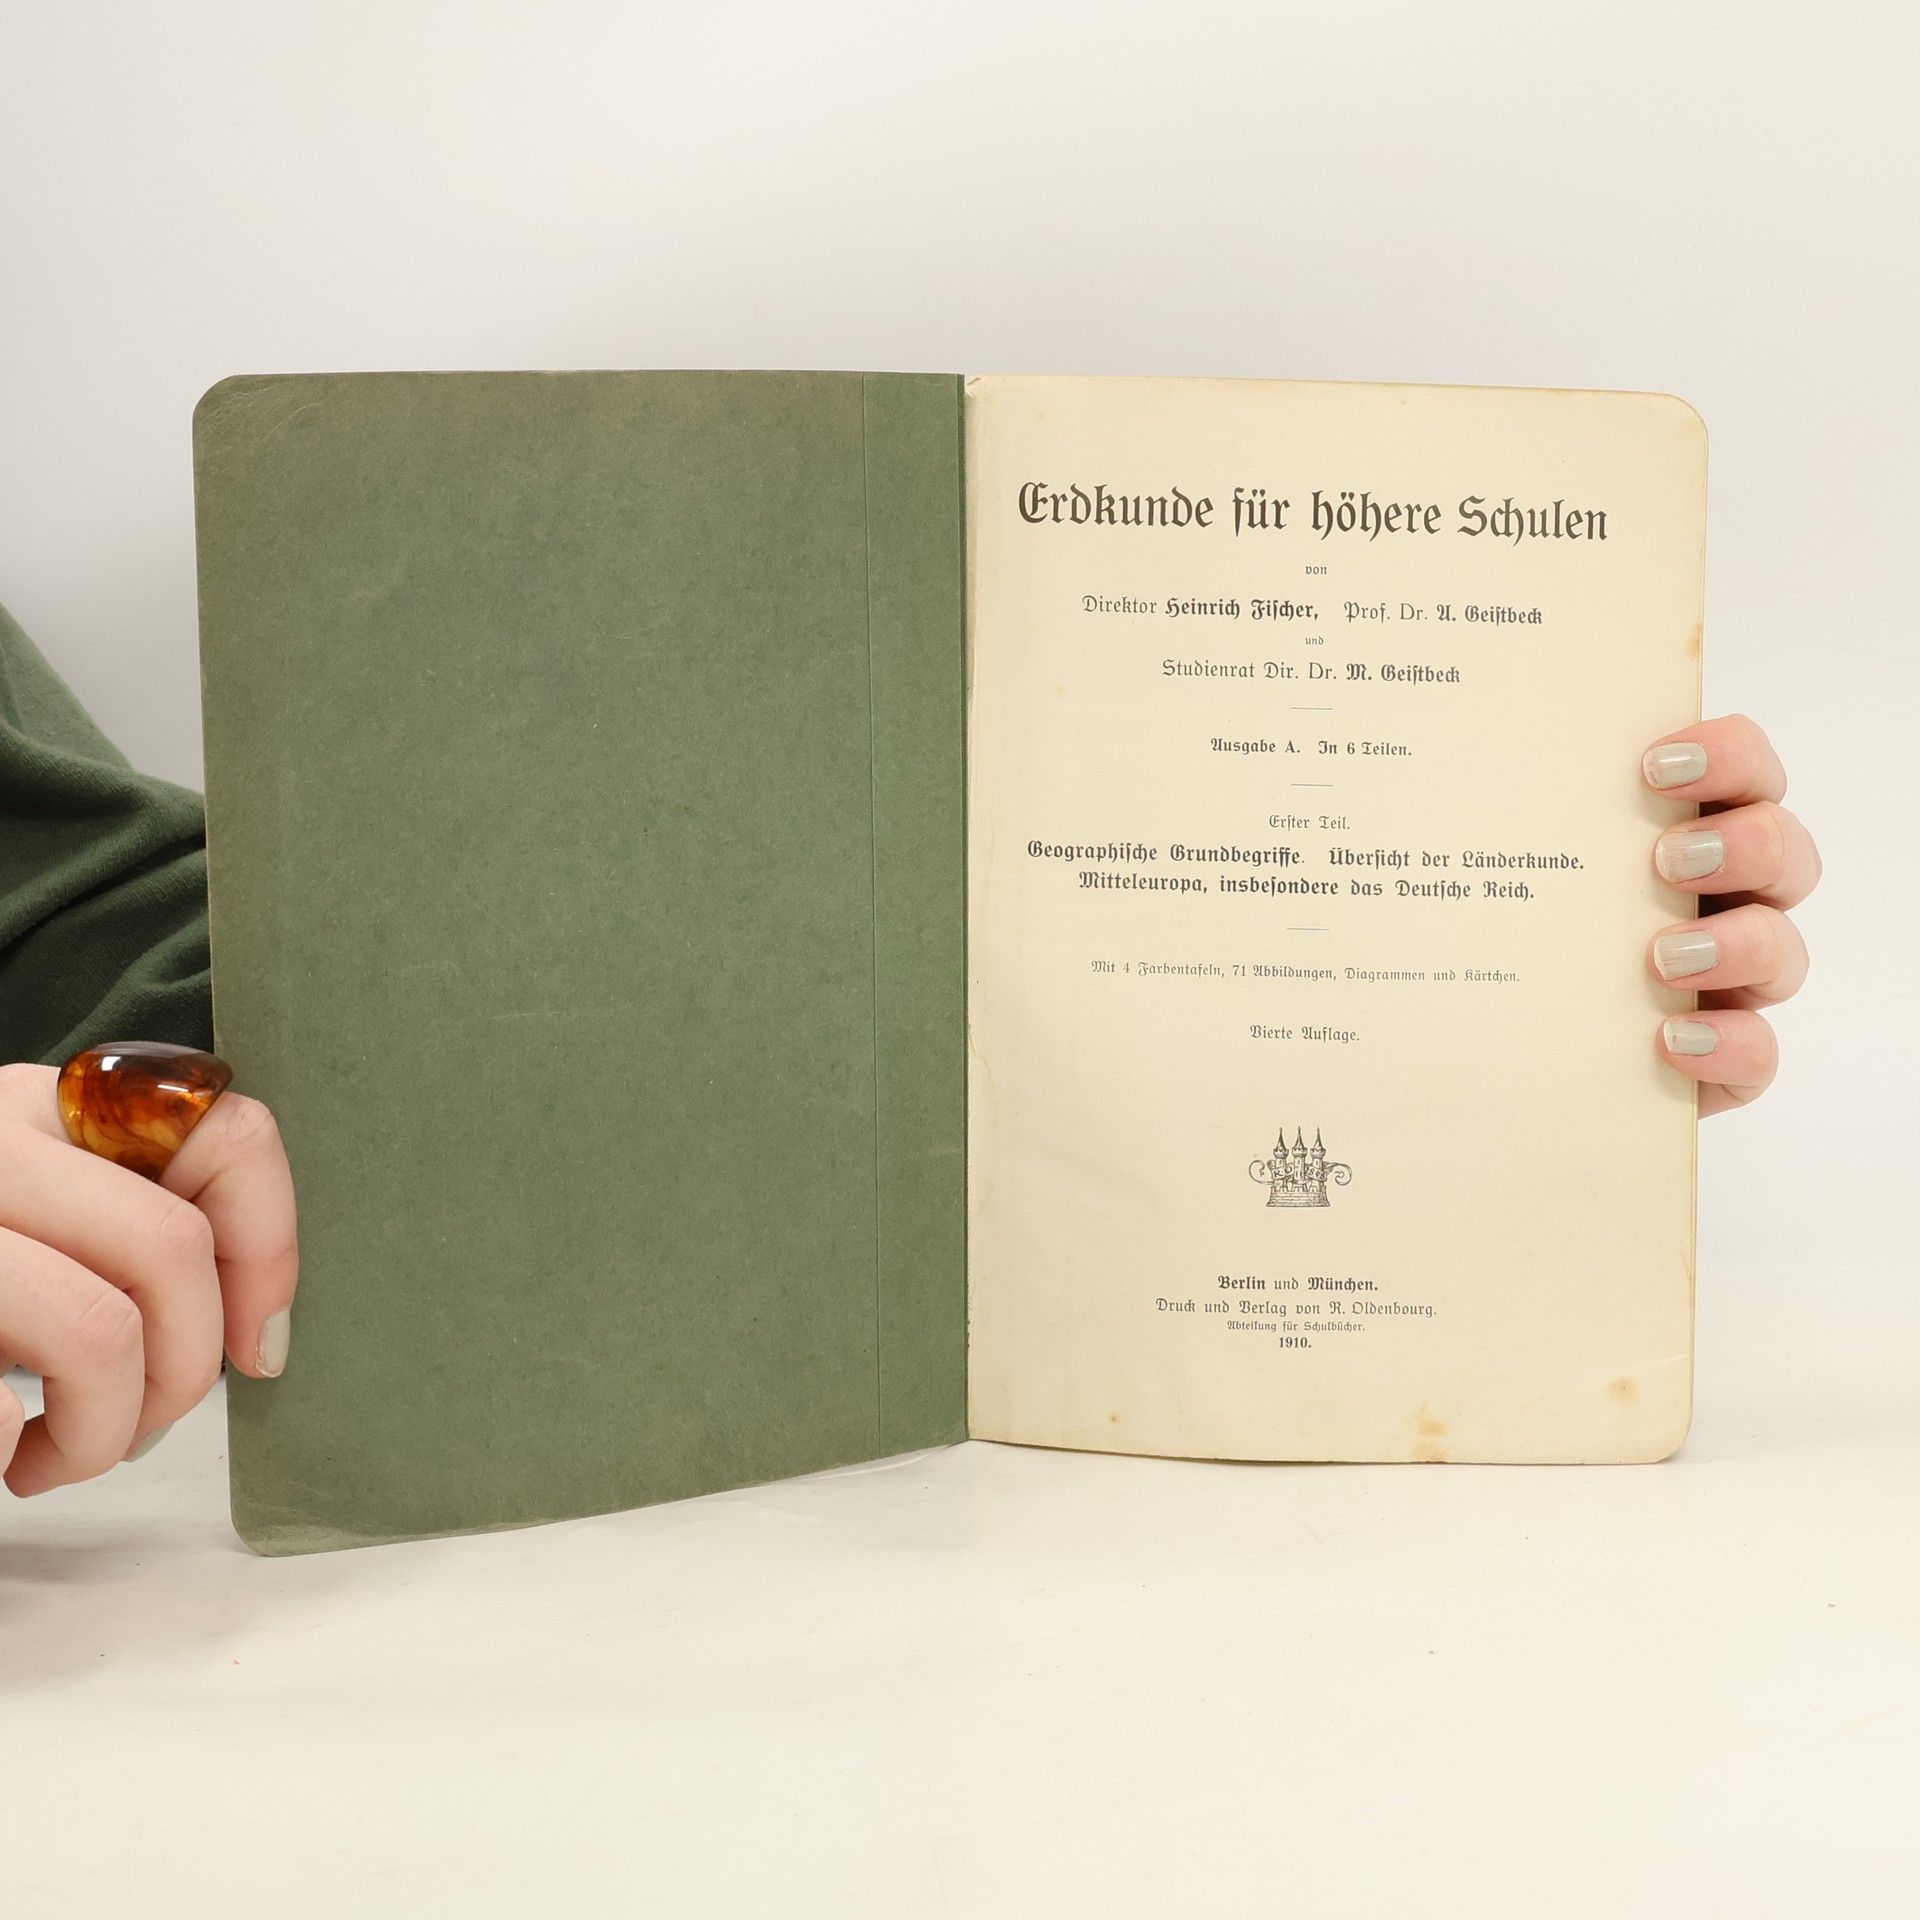 Erdkunde für höhere Schulen
von
Direktor Heinrich Fischer, Prof. Dr. A. Geistbeck
und
Studienrat Dir. Dr. M. Geistbeck
Ausgabe A. In 6 Teilen.
Erster Teil.
Geographische Grundbegriffe. Übersicht der Länderkunde.
Mitteleuropa, insbesondere das Deutsche Reich.
Mit 4 Farbentafeln, 71 Abbildungen, Diagrammen und Kärtchen.
Vierte Auflage.
Berlin und München.
Druck und Verlag von R. Oldenbourg.
Abteilung für Schulbücher.
1910.